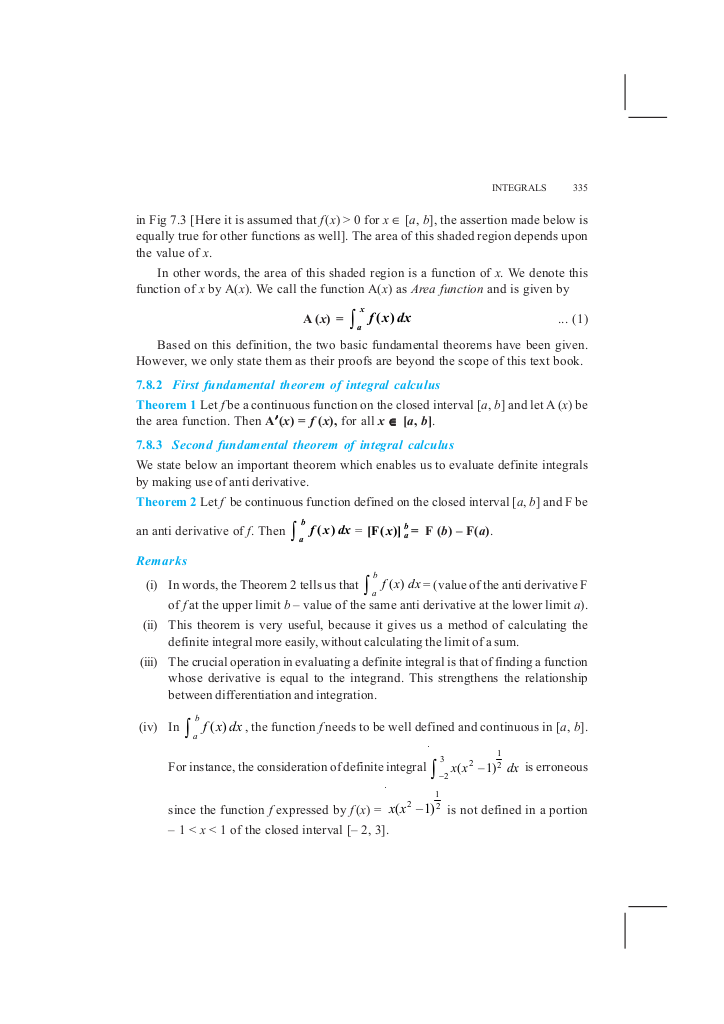 INTEGRALS 335
in Fig 7.3 [Here it is assumed that f(x) > 0 for x ∈ [a, b], the assertion made below is
equally true for other functions as well]. The area of this shaded region depends upon
the value of x.
In other words, the area of this shaded region is a function of x. We denote this
function of x by A(x). We call the function A(x) as Area function and is given by
A (x) = ∫_a^x f(x) dx ... (1)
Based on this definition, the two basic fundamental theorems have been given.
However, we only state them as their proofs are beyond the scope of this text book.
7.8.2 First fundamental theorem of integral calculus
Theorem 1 Let f be a continuous function on the closed interval [a, b] and let A (x) be
the area function. Then A′(x) = f (x), for all x ∈ [a, b].
7.8.3 Second fundamental theorem of integral calculus
We state below an important theorem which enables us to evaluate definite integrals
by making use of anti derivative.
Theorem 2 Let f be continuous function defined on the closed interval [a, b] and F be
an anti derivative of f. Then ∫_a^b f(x) dx = [F(x)]_a^b = F (b) – F(a).
Remarks
(i) In words, the Theorem 2 tells us that ∫_a^b f(x) dx = (value of the anti derivative F
of f at the upper limit b – value of the same anti derivative at the lower limit a).
(ii) This theorem is very useful, because it gives us a method of calculating the
definite integral more easily, without calculating the limit of a sum.
(iii) The crucial operation in evaluating a definite integral is that of finding a function
whose derivative is equal to the integrand. This strengthens the relationship
between differentiation and integration.
(iv) In ∫_a^b f(x) dx , the function f needs to be well defined and continuous in [a, b].
For instance, the consideration of definite integral ∫_{–2}^3 x(x² – 1)^{1/2} dx is erroneous
since the function f expressed by f(x) = x(x² – 1)^{1/2} is not defined in a portion
– 1 < x < 1 of the closed interval [– 2, 3].